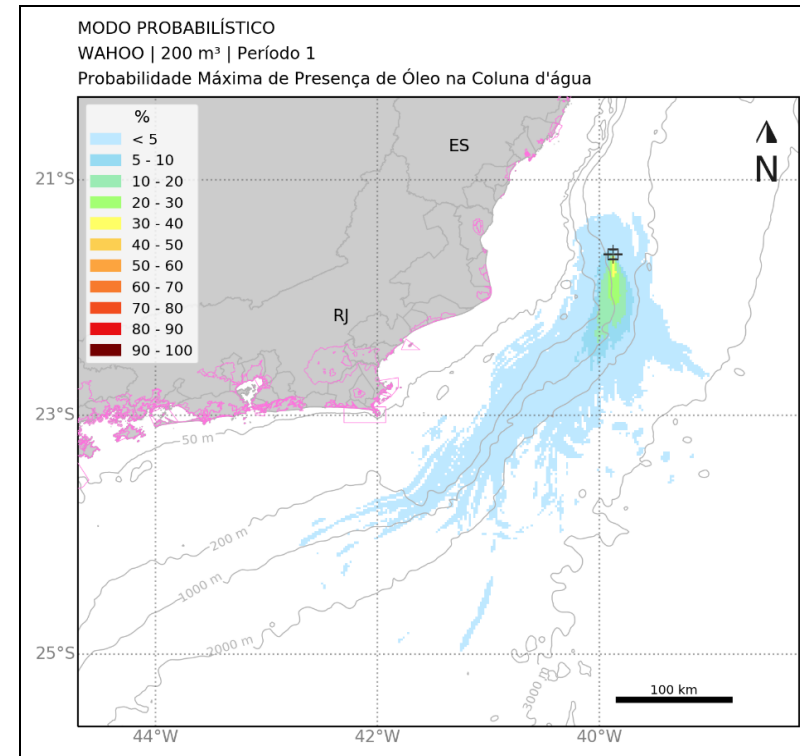 MODO PROBABILÍSTICO
WAHOO | 200 m³ | Período 1
Probabilidade Máxima de Presença de Óleo na Coluna d'água
%
< 5
5 - 10
10 - 20
20 - 30
30 - 40
40 - 50
50 - 60
60 - 70
70 - 80
80 - 90
90 - 100
ES
N
RJ
21°S
23°S
25°S
50 m
200 m
1000 m
2000 m
3000 m
100 km
44°W
42°W
40°W